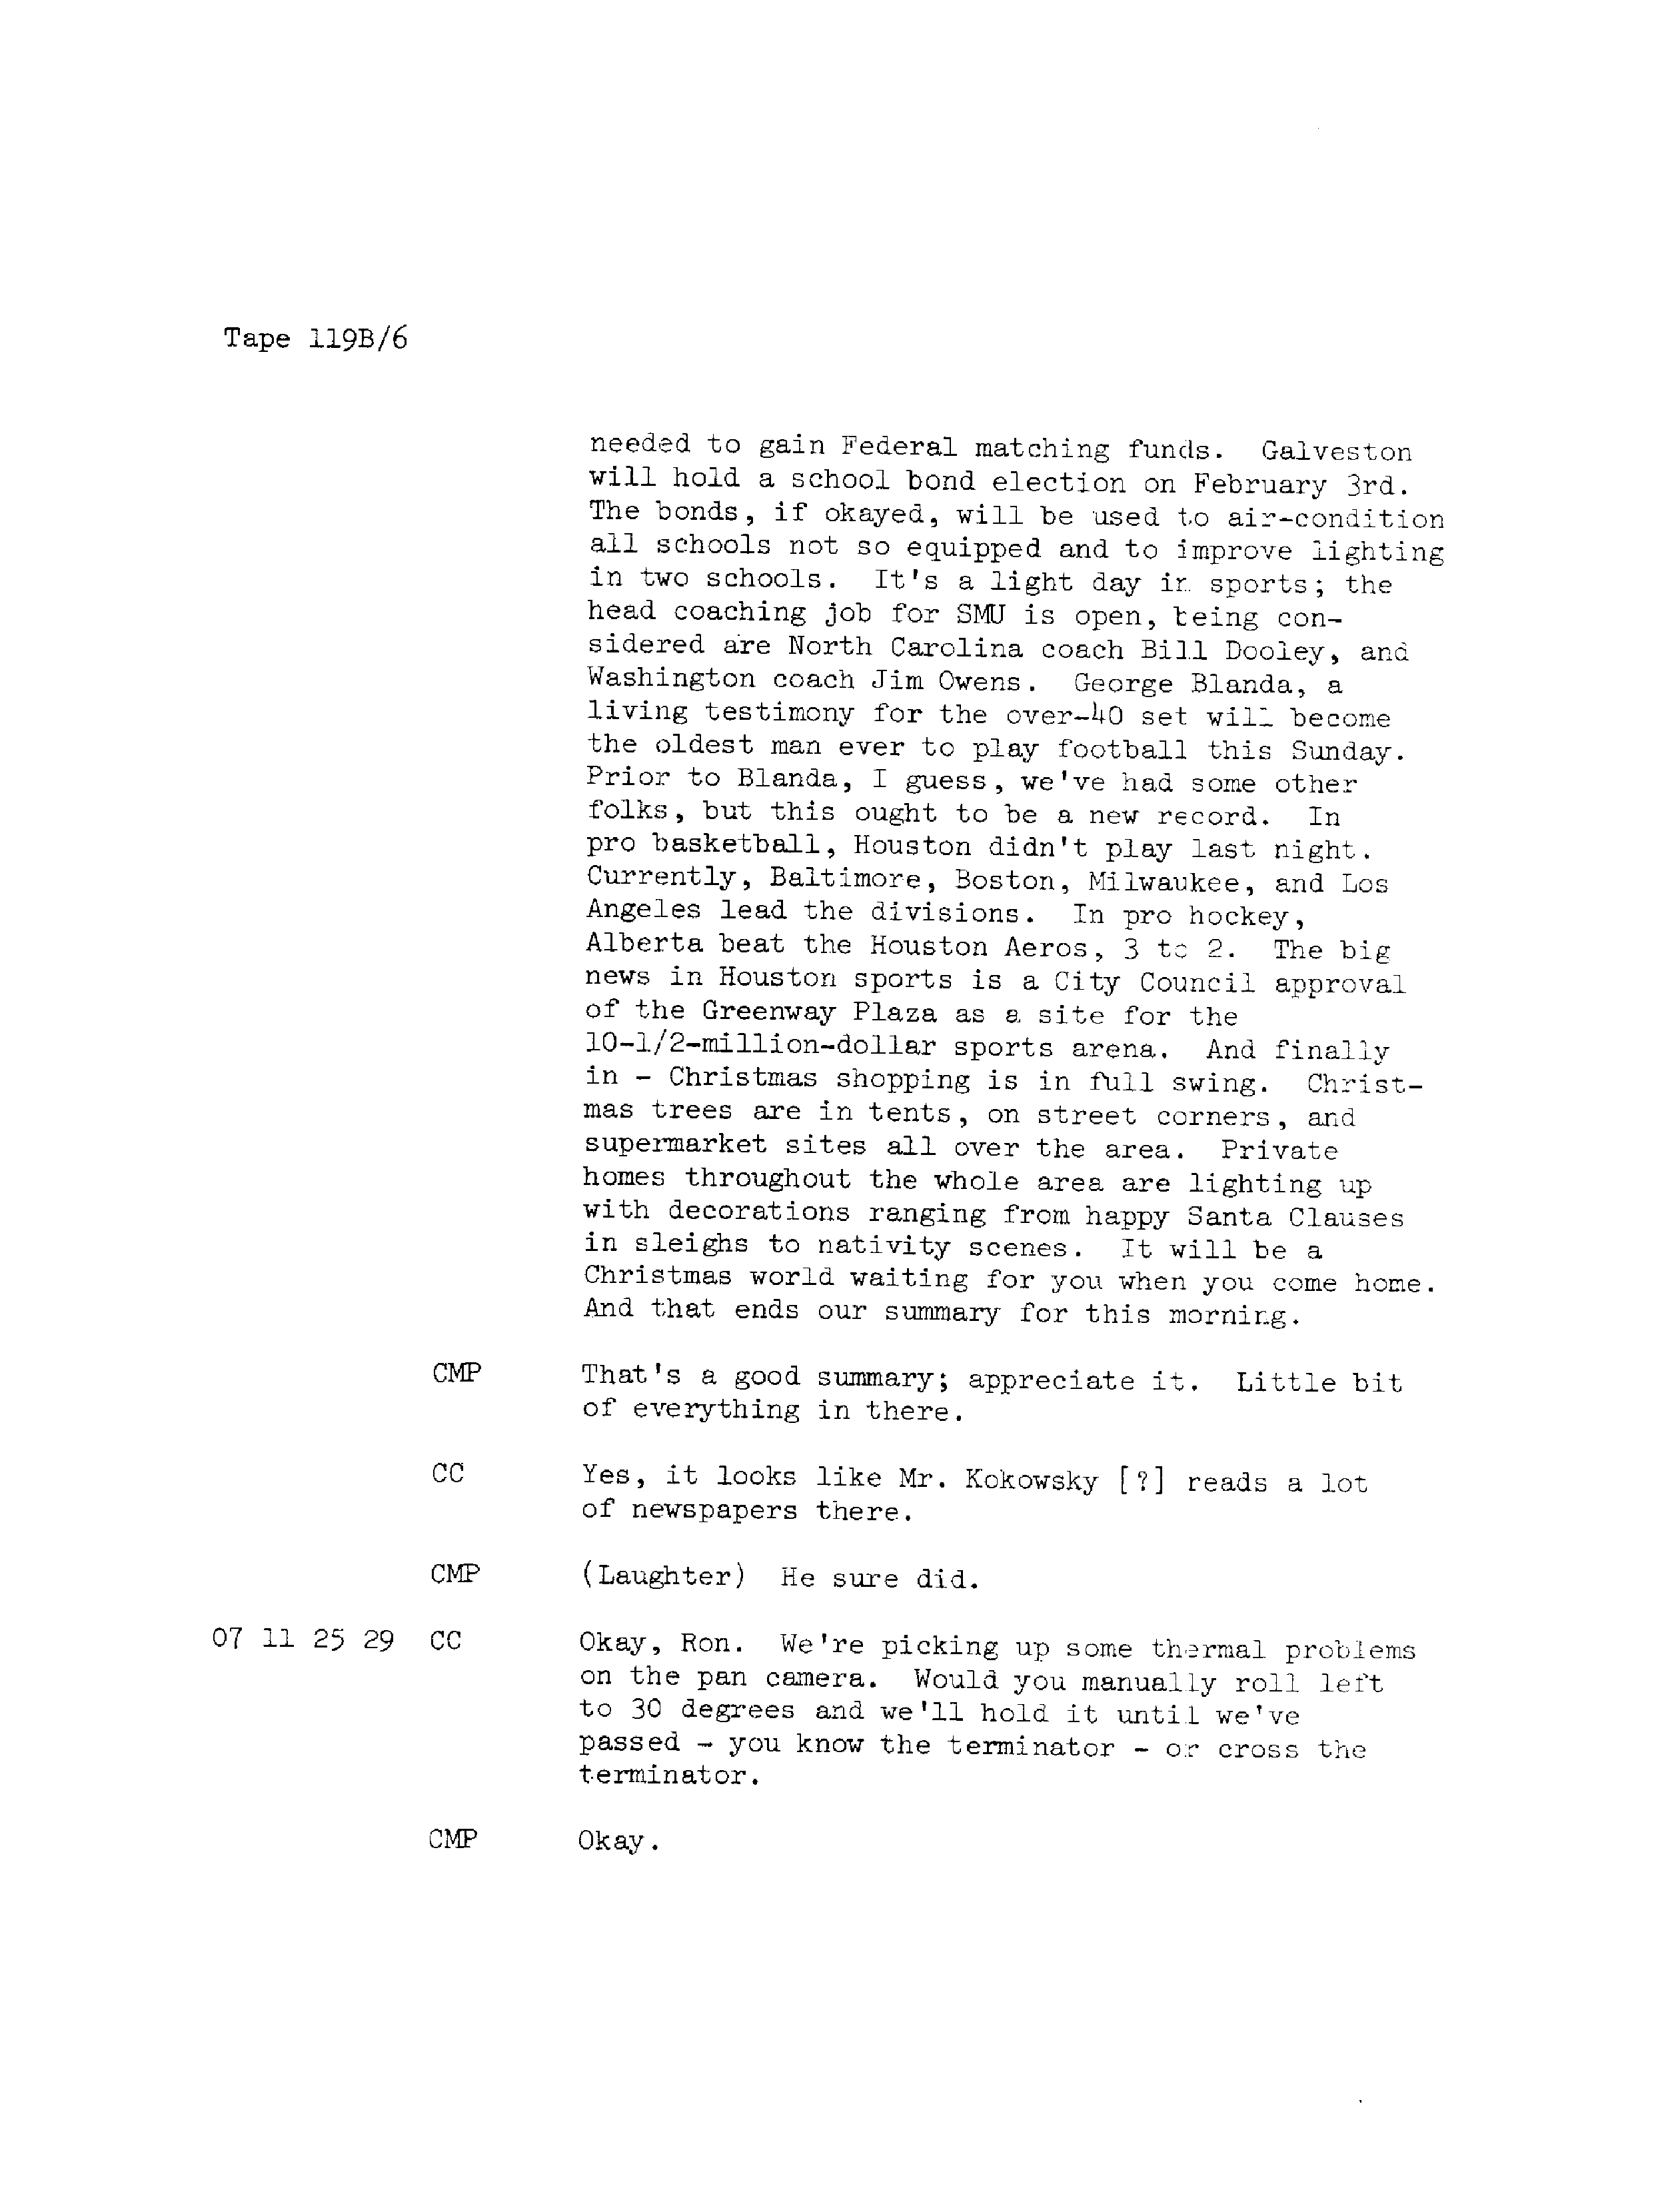 Tape 119B/6
needed to gain Federal matching funds. Galveston
will hold a school bond election on February 3rd.
The bonds, if okayed, will be used to air-condition
all schools not so equipped and to improve lighting
in two schools. It's a light day in sports; the
head coaching job for SMU is open, being con-
sidered are North Carolina coach Bill Dooley, and
Washington coach Jim Owens. George Blanda, a
living testimony for the over-40 set will become
the oldest man ever to play football this Sunday.
Prior to Blanda, I guess, we've had some other
folks, but this ought to be a new record. In
pro basketball, Houston didn't play last night.
Currently, Baltimore, Boston, Milwaukee, and Los
Angeles lead the divisions. In pro hockey,
Alberta beat the Houston Aeros, 3 to 2. The big
news in Houston sports is a City Council approval
of the Greenway Plaza as a site for the
10-1/2-million-dollar sports arena. And finally
in - Christmas shopping is in full swing. Christ-
mas trees are in tents, on street corners, and
supermarket sites all over the area. Private
homes throughout the whole area are lighting up
with decorations ranging from happy Santa Clauses
in sleighs to nativity scenes. It will be a
Christmas world waiting for you when you come home.
And that ends our summary for this morning.
CMP That's a good summary; appreciate it. Little bit
of everything in there.
CC Yes, it looks like Mr. Kokowsky [?] reads a lot
of newspapers there.
CMP (Laughter) He sure did.
07 11 25 29 CC Okay, Ron. We're picking up some thermal problems
on the pan camera. Would you manually roll left
to 30 degrees and we'll hold it until we've
passed - you know the terminator - or cross the
terminator.
CMP Okay.